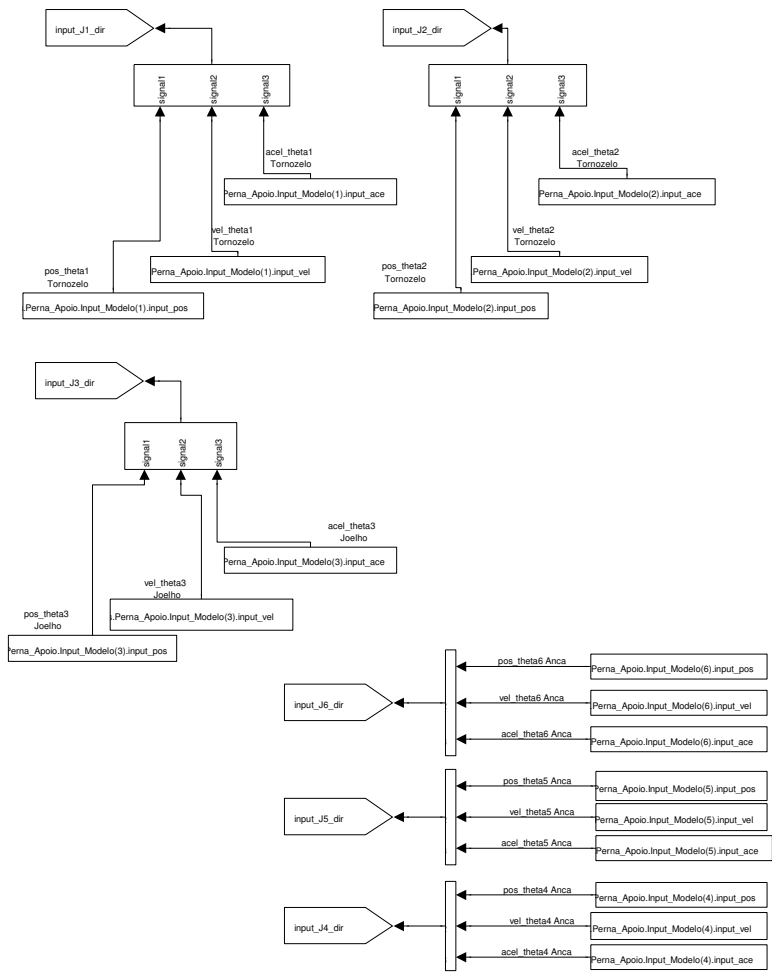 input_J1_dir
signal1
signal2
signal3
acel_theta1
Tornozelo
Perna_Apoio.Input_Modelo(1).input_ace
vel_theta1
Tornozelo
Perna_Apoio.Input_Modelo(1).input_vel
pos_theta1
Tornozelo
.Perna_Apoio.Input_Modelo(1).input_pos
input_J2_dir
signal1
signal2
signal3
acel_theta2
Tornozelo
Perna_Apoio.Input_Modelo(2).input_ace
vel_theta2
Tornozelo
Perna_Apoio.Input_Modelo(2).input_vel
pos_theta2
Tornozelo
Perna_Apoio.Input_Modelo(2).input_pos
input_J3_dir
signal1
signal2
signal3
acel_theta3
Joelho
Perna_Apoio.Input_Modelo(3).input_ace
vel_theta3
Joelho
.Perna_Apoio.Input_Modelo(3).input_vel
pos_theta3
Joelho
Perna_Apoio.Input_Modelo(3).input_pos
input_J6_dir
pos_theta6 Anca
Perna_Apoio.Input_Modelo(6).input_pos
vel_theta6 Anca
Perna_Apoio.Input_Modelo(6).input_vel
acel_theta6 Anca
Perna_Apoio.Input_Modelo(6).input_ace
input_J5_dir
pos_theta5 Anca
Perna_Apoio.Input_Modelo(5).input_pos
vel_theta5 Anca
Perna_Apoio.Input_Modelo(5).input_vel
acel_theta5 Anca
Perna_Apoio.Input_Modelo(5).input_ace
input_J4_dir
pos_theta4 Anca
Perna_Apoio.Input_Modelo(4).input_pos
vel_theta4 Anca
.Perna_Apoio.Input_Modelo(4).input_vel
acel_theta4 Anca
Perna_Apoio.Input_Modelo(4).input_ace